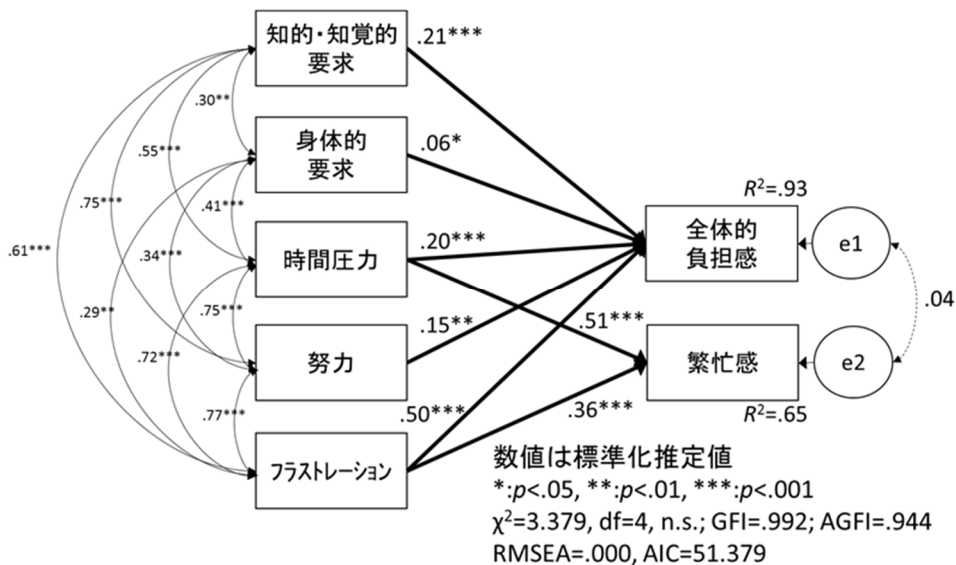 知的・知覚的
要求
.21***
.30**
身体的
要求
.06*
.55***
R²=.93
.75***
.41***
.61***
時間圧力
.20***
全体的
負担感
e1
.34***
.04
.29**
.75***
.15**
.51***
努力
繁忙感
e2
.72***
.77***
.50***
.36***
R²=.65
フラストレーション
数値は標準化推定値
*:p<.05, **:p<.01, ***:p<.001
χ²=3.379, df=4, n.s.; GFI=.992; AGFI=.944
RMSEA=.000, AIC=51.379